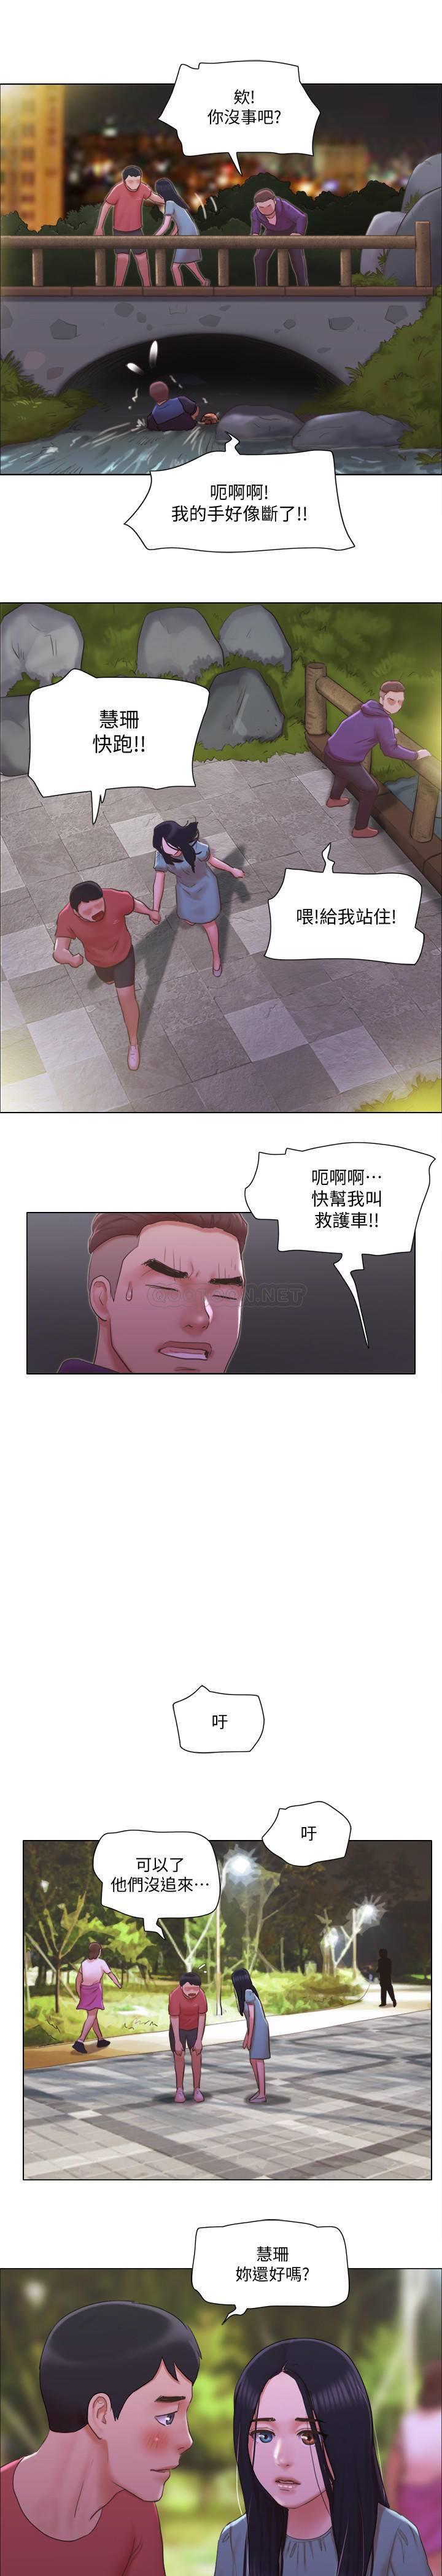 欸!
你沒事吧?
呃啊啊!
我的手好像斷了!!
慧珊
快跑!!
喂!給我站住!
呃啊啊…
快幫我叫
救護車!!
吁
吁
可以了
他們沒追來…
慧珊
妳還好嗎?